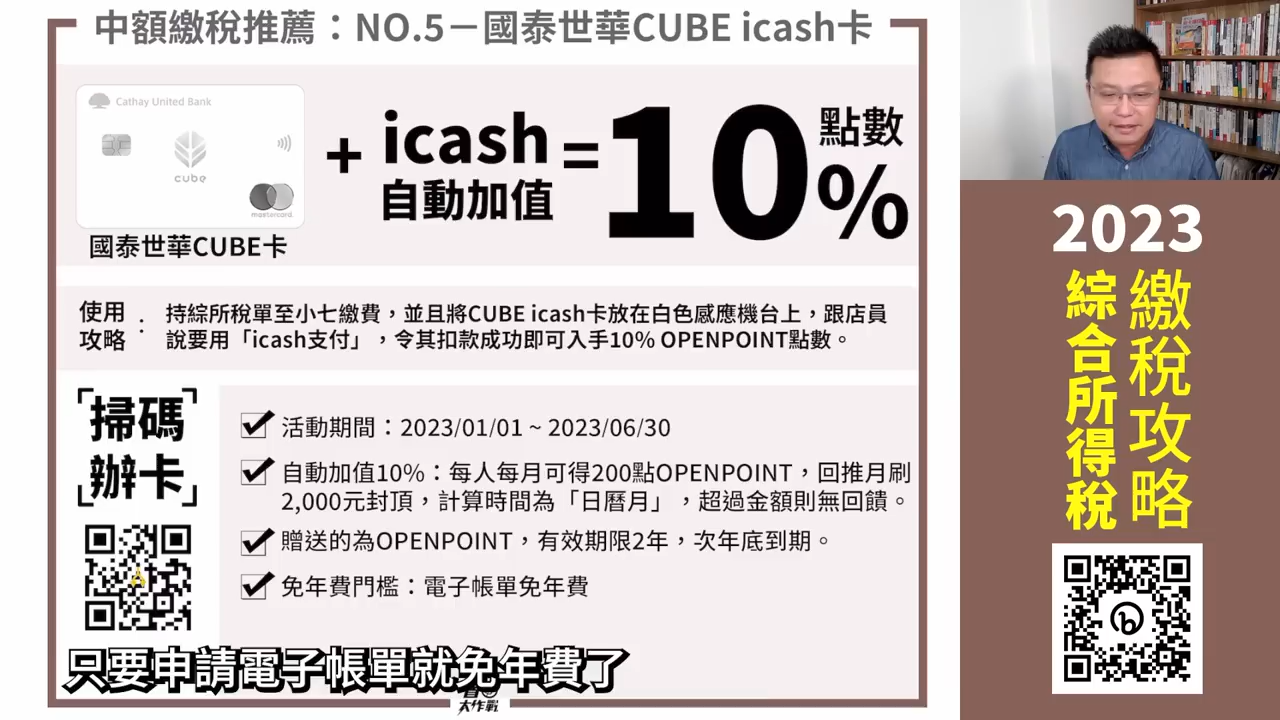 中額繳稅推薦：NO.5－國泰世華CUBE icash卡
Cathay United Bank
cube
mastercard
國泰世華CUBE卡
+
icash
自動加值
=
10
點數
%
使用
攻略
：
持綜所稅單至小七繳費，並且將CUBE icash卡放在白色感應機台上，跟店員
說要用「icash支付」，令其扣款成功即可入手10% OPENPOINT點數。
掃碼
辦卡
活動期間：2023/01/01 ~ 2023/06/30
自動加值10%：每人每月可得200點OPENPOINT，回推月刷
2,000元封頂，計算時間為「日曆月」，超過金額則無回饋。
贈送的為OPENPOINT，有效期限2年，次年底到期。
免年費門檻：電子帳單免年費
只要申請電子帳單就免年費了
大作戰
2023
綜合所得稅
繳稅攻略
b